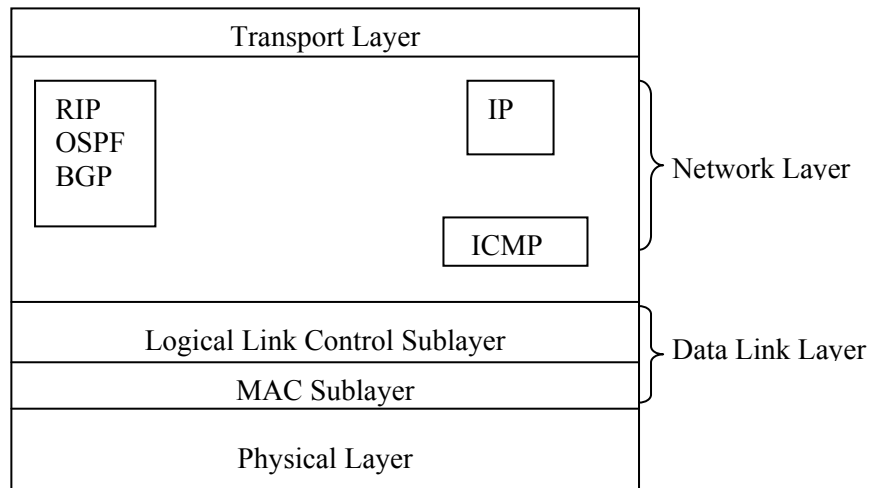 Transport Layer
RIP
OSPF
BGP
IP
ICMP
Network Layer
Logical Link Control Sublayer
MAC Sublayer
Data Link Layer
Physical Layer